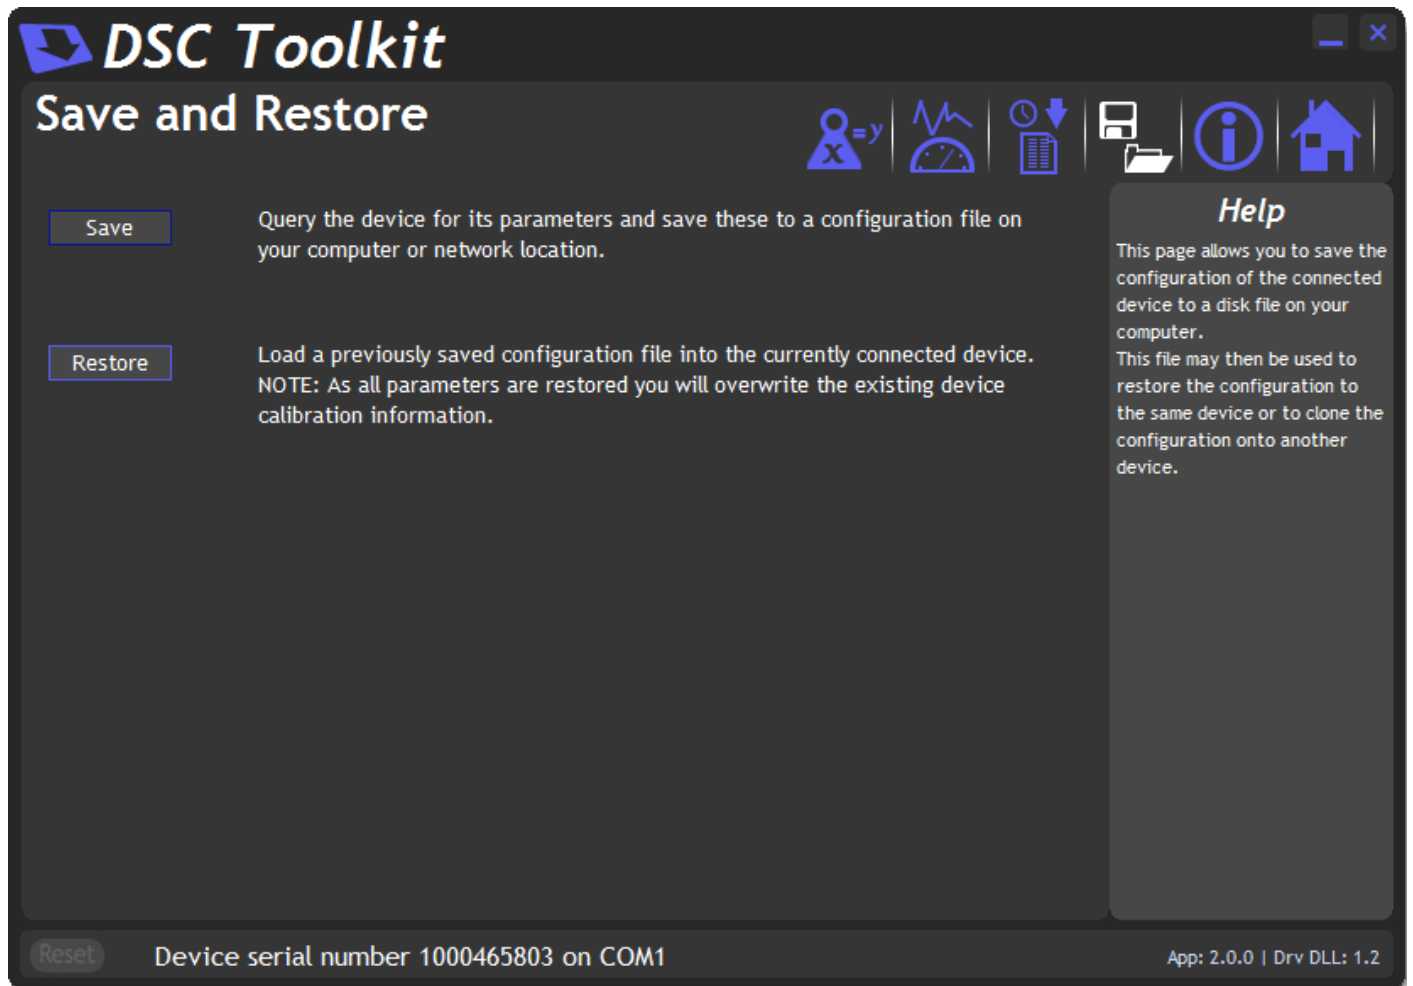 DSC Toolkit
Save and Restore
x=y
Save
Query the device for its parameters and save these to a configuration file on
your computer or network location.
Restore
Load a previously saved configuration file into the currently connected device.
NOTE: As all parameters are restored you will overwrite the existing device
calibration information.
Help
This page allows you to save the
configuration of the connected
device to a disk file on your
computer.
This file may then be used to
restore the configuration to
the same device or to clone the
configuration onto another
device.
Reset
Device serial number 1000465803 on COM1
App: 2.0.0 | Drv DLL: 1.2